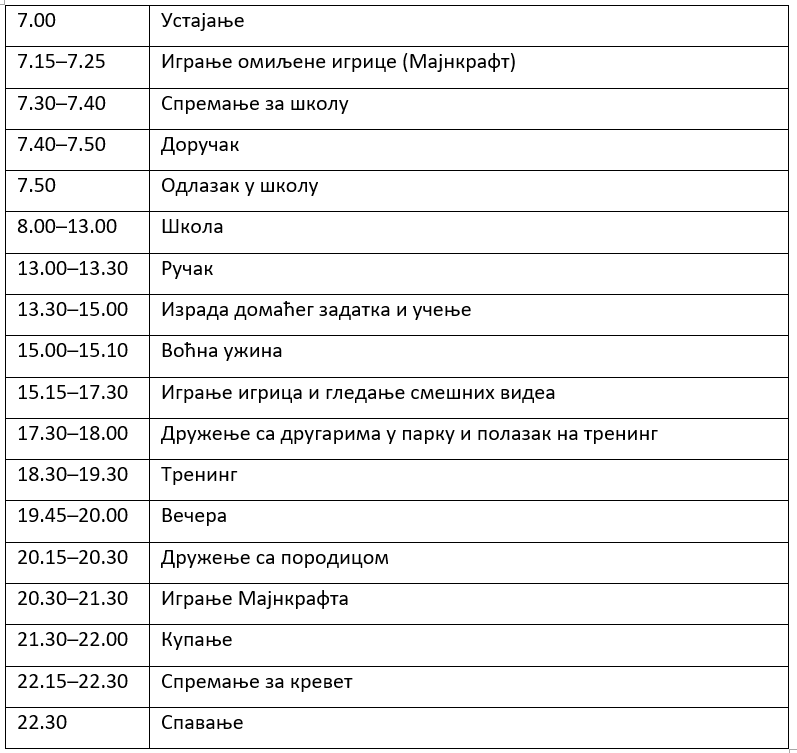 7.00 Устајање
7.15–7.25 Играње омиљене игрице (Мајнкрафт)
7.30–7.40 Спремање за школу
7.40–7.50 Доручак
7.50 Одлазак у школу
8.00–13.00 Школа
13.00–13.30 Ручак
13.30–15.00 Израда домаћег задатка и учење
15.00–15.10 Воћна ужина
15.15–17.30 Играње игрица и гледање смешних видеа
17.30–18.00 Дружење са другарима у парку и полазак на тренинг
18.30–19.30 Тренинг
19.45–20.00 Вечера
20.15–20.30 Дружење са породицом
20.30–21.30 Играње Мајнкрафта
21.30–22.00 Купање
22.15–22.30 Спремање за кревет
22.30 Спавање